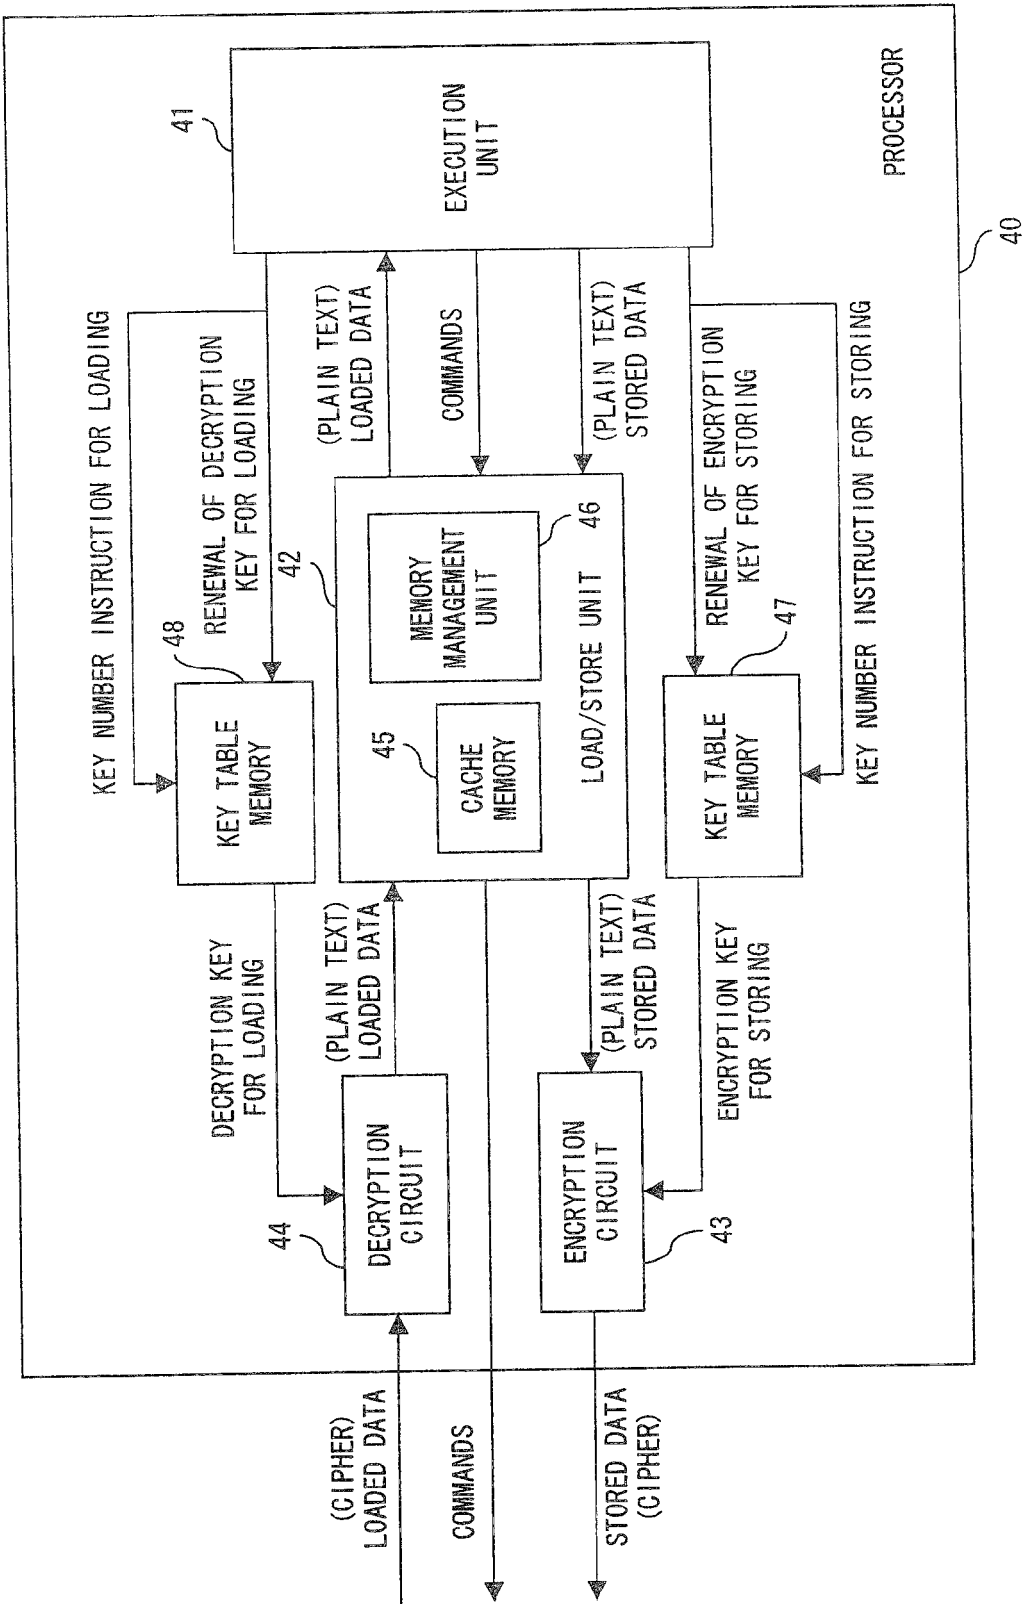 KEY NUMBER INSTRUCTION FOR LOADING
RENEWAL OF DECRYPTION
KEY FOR LOADING
48
KEY TABLE
MEMORY
DECRYPTION KEY
FOR LOADING
41
EXECUTION
UNIT
(PLAIN TEXT)
LOADED DATA
COMMANDS
(PLAIN TEXT)
STORED DATA
42
MEMORY
MANAGEMENT
UNIT
46
45
CACHE
MEMORY
LOAD/STORE UNIT
(PLAIN TEXT)
LOADED DATA
(PLAIN TEXT)
STORED DATA
44
DECRYPTION
CIRCUIT
ENCRYPTION
CIRCUIT
43
(CIPHER)
LOADED DATA
COMMANDS
STORED DATA
(CIPHER)
RENEWAL OF ENCRYPTION
KEY FOR STORING
47
KEY TABLE
MEMORY
ENCRYPTION KEY
FOR STORING
KEY NUMBER INSTRUCTION FOR STORING
PROCESSOR
40